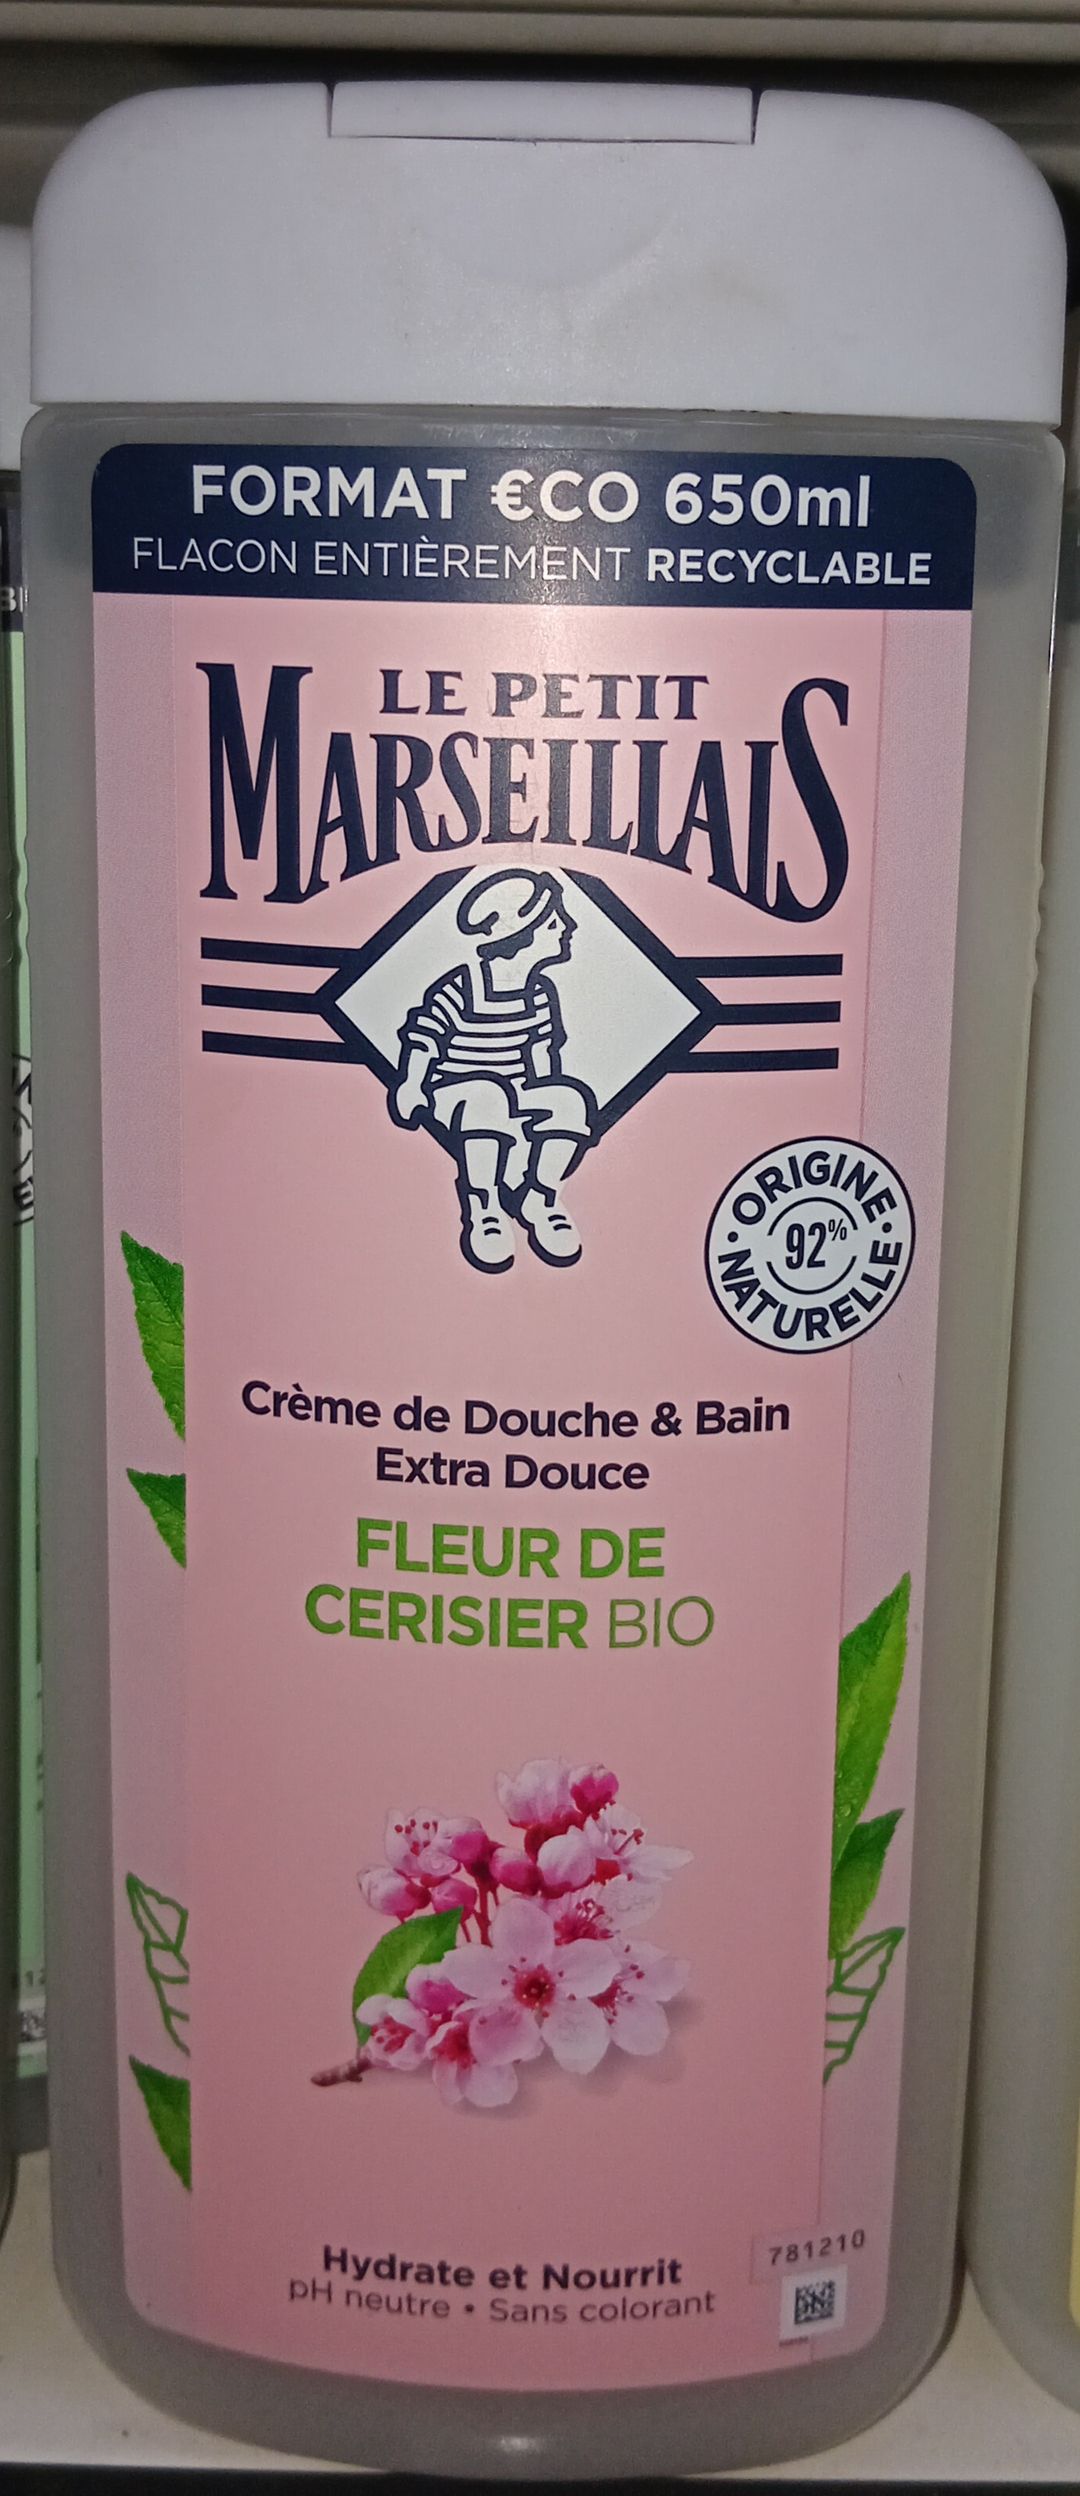 FORMAT €CO 650ml
FLACON ENTIÈREMENT RECYCLABLE
LE PETIT
MARSEILLAIS
ORIGINE
92%
NATURELLE
Crème de Douche & Bain
Extra Douce
FLEUR DE
CERISIER BIO
Hydrate et Nourrit
pH neutre • Sans colorant
781210